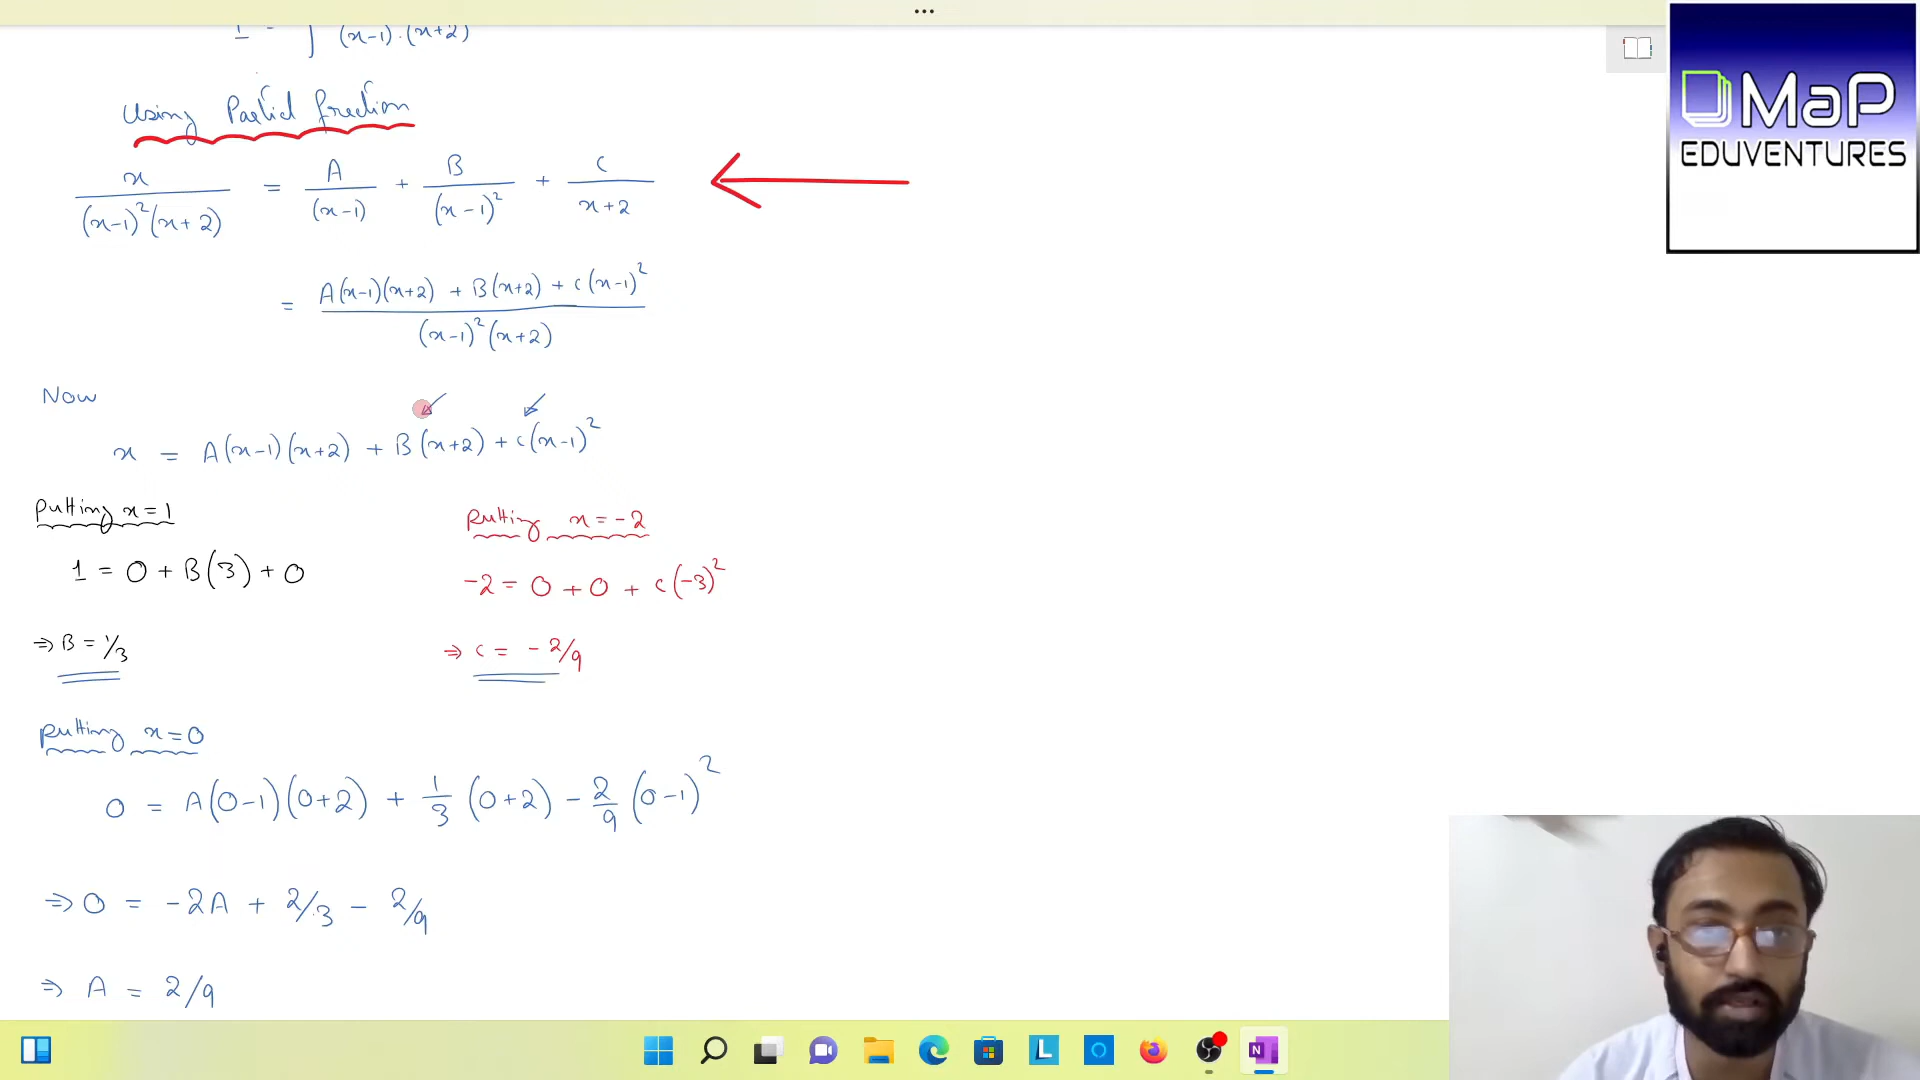 (x-1).(x+2)
Using Partial fraction
x/((x-1)²(x+2)) = A/(x-1) + B/(x-1)² + C/(x+2)
= (A(x-1)(x+2) + B(x+2) + C(x-1)²)/((x-1)²(x+2))
Now
x = A(x-1)(x+2) + B(x+2) + C(x-1)²
Putting x=1
1 = 0 + B(3) + 0
⇒ B = 1/3
Putting x=-2
-2 = 0 + 0 + C(-3)²
⇒ C = -2/9
Putting x=0
0 = A(0-1)(0+2) + 1/3 (0+2) - 2/9 (0-1)²
⇒ 0 = -2A + 2/3 - 2/9
⇒ A = 2/9
MaP
EDUVENTURES
L
N